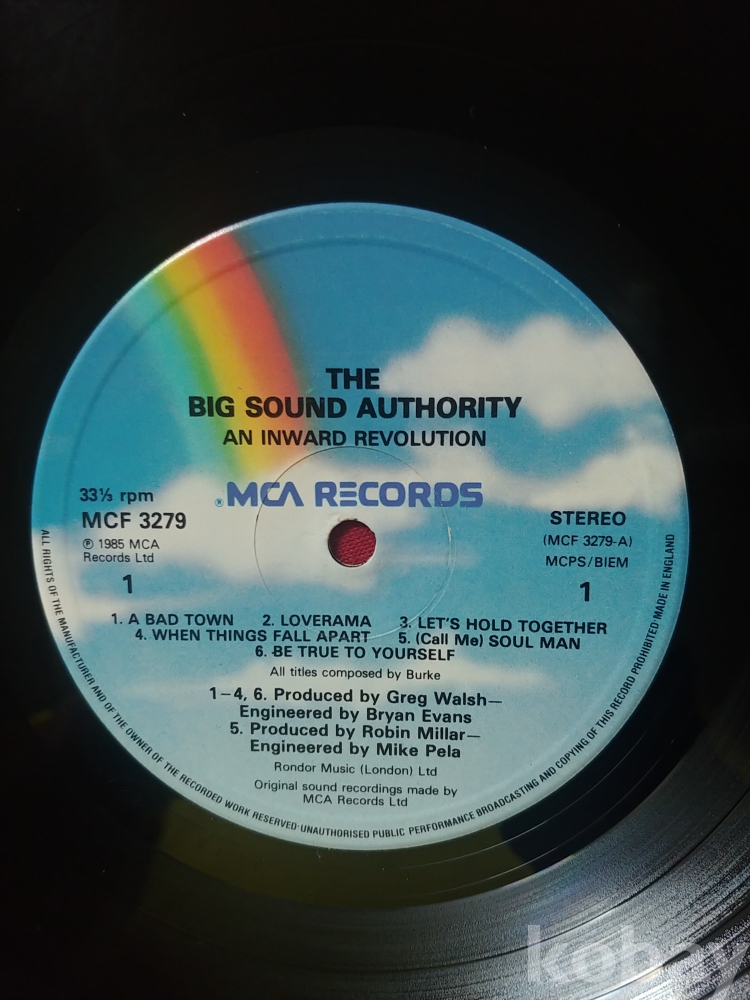 THE
BIG SOUND AUTHORITY
AN INWARD REVOLUTION
® MCA RECORDS
33⅓ rpm
MCF 3279
℗ 1985 MCA
Records Ltd
1
STEREO
(MCF 3279-A)
MCPS/BIEM
1
1. A BAD TOWN 2. LOVERAMA 3. LET'S HOLD TOGETHER
4. WHEN THINGS FALL APART 5. (Call Me) SOUL MAN
6. BE TRUE TO YOURSELF
All titles composed by Burke
1–4, 6. Produced by Greg Walsh—
Engineered by Bryan Evans
5. Produced by Robin Millar—
Engineered by Mike Pela
Rondor Music (London) Ltd
Original sound recordings made by
MCA Records Ltd
ALL RIGHTS OF THE MANUFACTURER AND OF THE OWNER OF THE RECORDED WORK RESERVED·UNAUTHORISED PUBLIC PERFORMANCE BROADCASTING AND COPYING OF THIS RECORD PROHIBITED·MADE IN ENGLAND